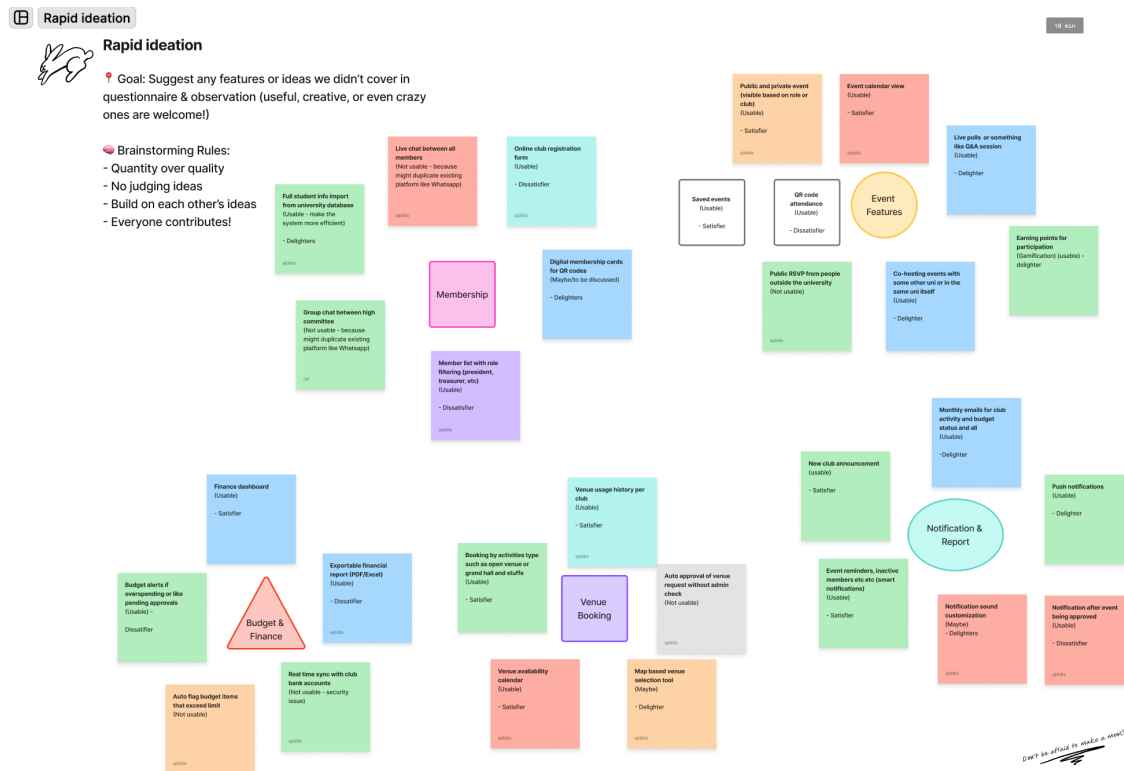 Rapid ideation
10 min
Rapid ideation
Goal: Suggest any features or ideas we didn't cover in
questionnaire & observation (useful, creative, or even crazy
ones are welcome!)
Brainstorming Rules:
- Quantity over quality
- No judging ideas
- Build on each other's ideas
- Everyone contributes!
Full student info import
from university database
(Usable - make the
system more efficient)
- Delighters
Live chat between all
members
(Not usable - because
might duplicate existing
platform like Whatsapp)
Online club registration
form
(Usable)
- Dissatisfier
Group chat between high
committee
(Not usable - because
might duplicate existing
platform like Whatsapp)
Membership
Digital membership cards
for QR codes
(Maybe/to be discussed)
- Delighters
Member list with role
filtering (president,
treasurer, etc)
(Usable)
- Dissatisfier
Public and private event
(visible based on role or
club)
(Usable)
- Satisfier
Event calendar view
(Usable)
- Satisfier
Live polls or something
like Q&A session
(Usable)
- Delighter
Saved events
(Usable)
- Satisfier
QR code
attendance
(Usable)
- Dissatisfier
Event
Features
Earning points for
participation
(Gamification) (usable) -
delighter
Public RSVP from people
outside the university
(Not usable)
Co-hosting events with
some other uni or in the
same uni itself
(Usable)
- Delighter
Finance dashboard
(Usable)
- Satisfier
Budget alerts if
overspending or like
pending approvals
(Usable) -
Dissatifier
Budget &
Finance
Exportable financial
report (PDF/Excel)
(Usable)
- Dissatifier
Auto flag budget items
that exceed limit
(Not usable)
Real time sync with club
bank accounts
(Not usable - security
issue)
Venue usage history per
club
(Usable)
- Satisfier
Booking by activities type
such as open venue or
grand hall and stuffs
(Usable)
- Satisfier
Venue
Booking
Auto approval of venue
request without admin
check
(Not usable)
Venue availability
calendar
(Usable)
- Satisfier
Map based venue
selection tool
(Maybe)
- Delighter
Monthly emails for club
activity and budget
status and all
(Usable)
-Delighter
New club announcement
(usable)
- Satisfier
Notification &
Report
Push notifications
(Usable)
- Delighter
Event reminders, inactive
members etc etc (smart
notifications)
(Usable)
- Satisfier
Notification sound
customization
(Maybe)
- Delighters
Notification after event
being approved
(Usable)
- Dissatisfier
Don't be afraid to make a mess!